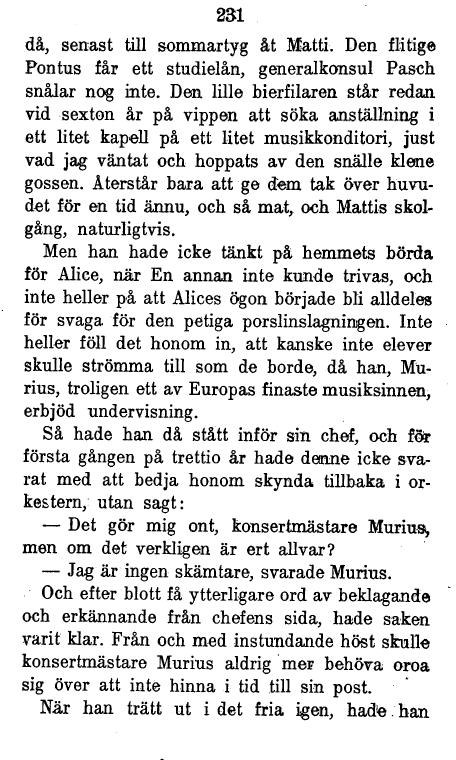 231
då, senast till sommartyg åt Matti. Den flitige
Pontus får ett studielån, generalkonsul Pasch
snålar nog inte. Den lille bierfilaren står redan
vid sexton år på vippen att söka anställning i
ett litet kapell på ett litet musikkonditori, just
vad jag väntat och hoppats av den snälle klene
gossen. Återstår bara att ge dem tak över huvu-
det för en tid ännu, och så mat, och Mattis skol-
gång, naturligtvis.
Men han hade icke tänkt på hemmets börda
för Alice, när En annan inte kunde trivas, och
inte heller på att Alices ögon började bli alldeles
för svaga för den petiga porslinslagningen. Inte
heller föll det honom in, att kanske inte elever
skulle strömma till som de borde, då han, Mu-
rius, troligen ett av Europas finaste musiksinnen,
erbjöd undervisning.
Så hade han då stått inför sin chef, och för
första gången på trettio år hade denne icke sva-
rat med att bedja honom skynda tillbaka i or-
kestern, utan sagt:
— Det gör mig ont, konsertmästare Murius,
men om det verkligen är ert allvar?
— Jag är ingen skämtare, svarade Murius.
Och efter blott få ytterligare ord av beklagande
och erkännande från chefens sida, hade saken
varit klar. Från och med instundande höst skulle
konsertmästare Murius aldrig mer behöva oroa
sig över att inte hinna i tid till sin post.
När han trätt ut i det fria igen, hade han